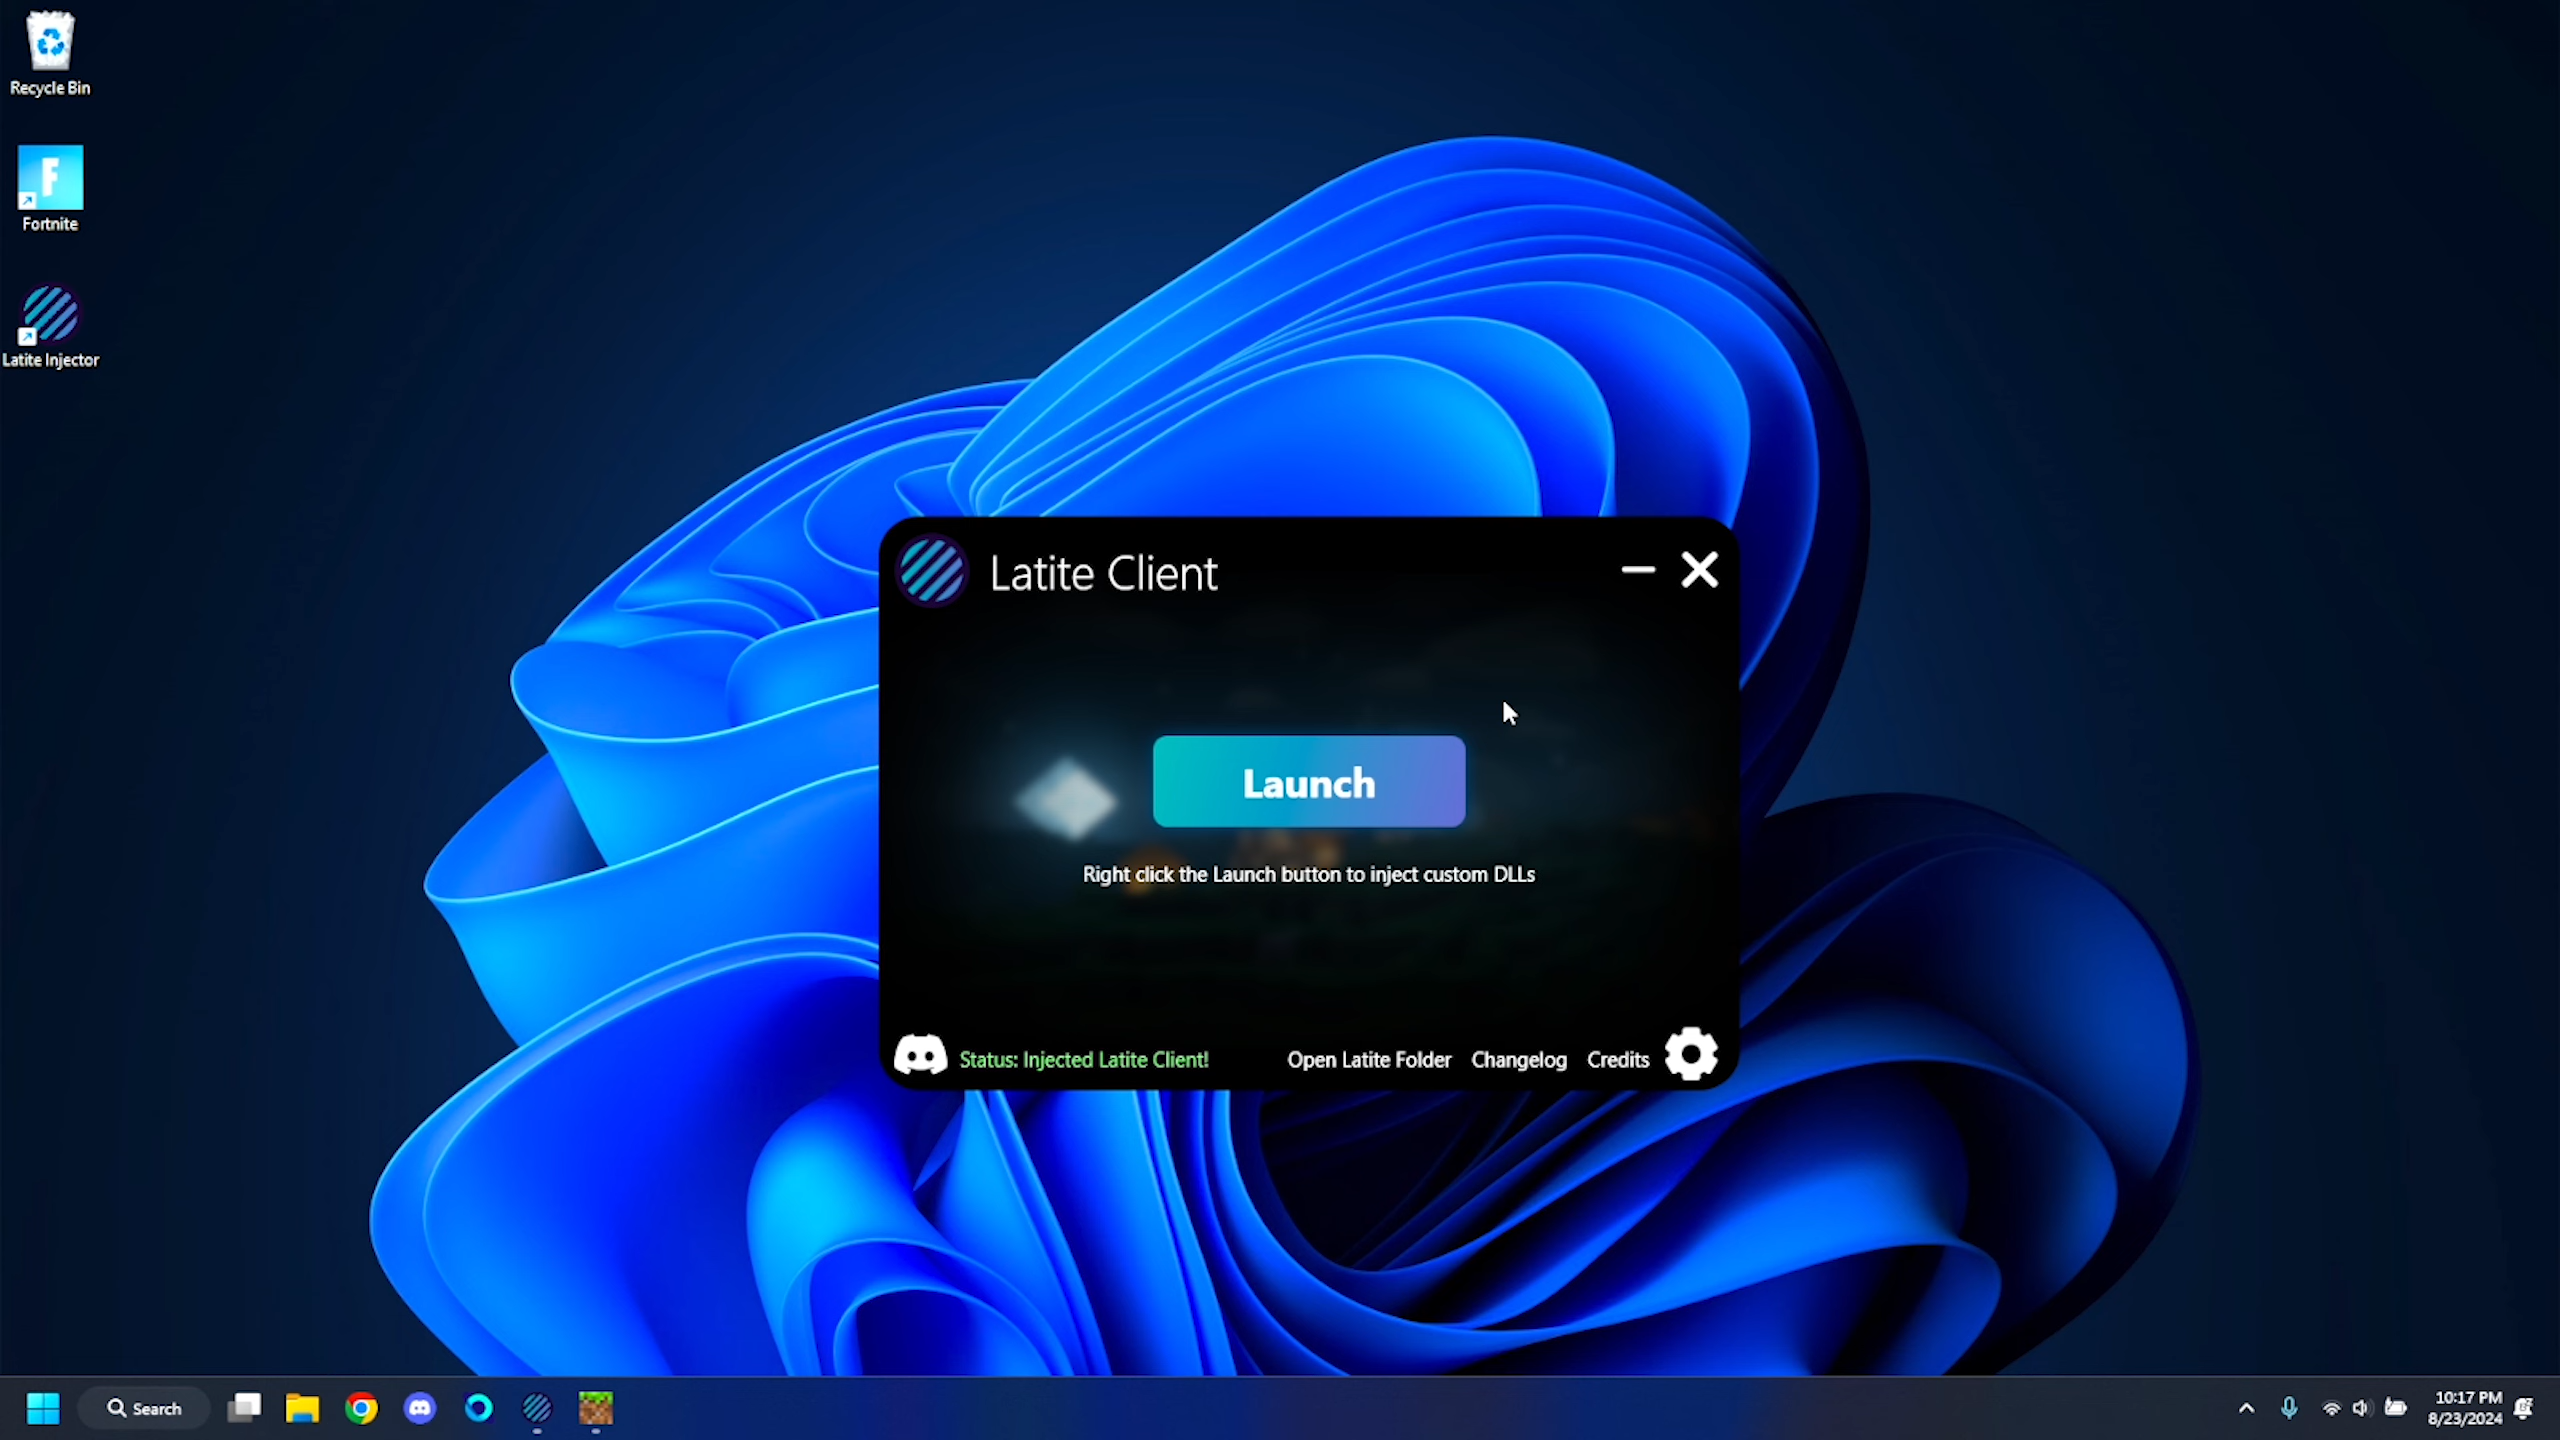 Recycle Bin
Fortnite
Latite Injector
Latite Client
Launch
Right click the Launch button to inject custom DLLs
Status: Injected Latite Client!
Open Latite Folder
Changelog
Credits
Search
10:17 PM
8/23/2024